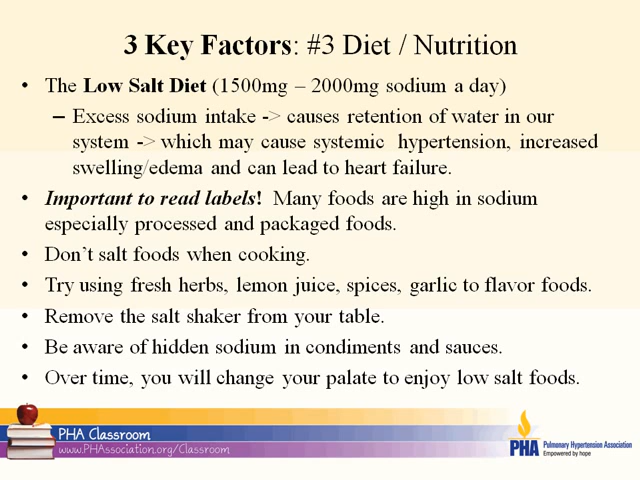 3 Key Factors: #3 Diet / Nutrition
• The Low Salt Diet (1500mg – 2000mg sodium a day)
– Excess sodium intake -> causes retention of water in our
system -> which may cause systemic hypertension, increased
swelling/edema and can lead to heart failure.
• Important to read labels! Many foods are high in sodium
especially processed and packaged foods.
• Don't salt foods when cooking.
• Try using fresh herbs, lemon juice, spices, garlic to flavor foods.
• Remove the salt shaker from your table.
• Be aware of hidden sodium in condiments and sauces.
• Over time, you will change your palate to enjoy low salt foods.
PHA Classroom
www.PHAssociation.org/Classroom
PHA Pulmonary Hypertension Association
Empowered by hope